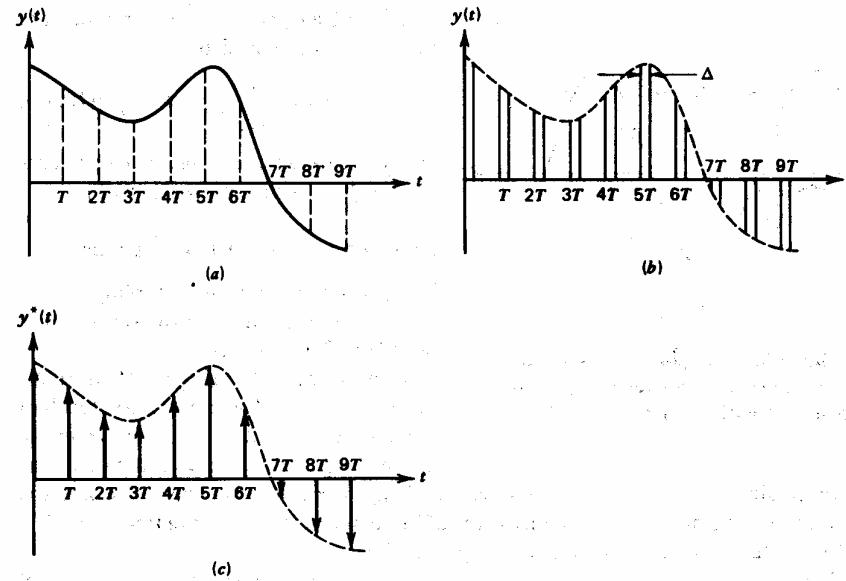 y(t)
7T 8T 9T
t
T 2T 3T 4T 5T 6T
(a)
y(t)
Δ
7T 8T 9T
T 2T 3T 4T 5T 6T
(b)
y*(t)
7T 8T 9T
t
T 2T 3T 4T 5T 6T
(c)